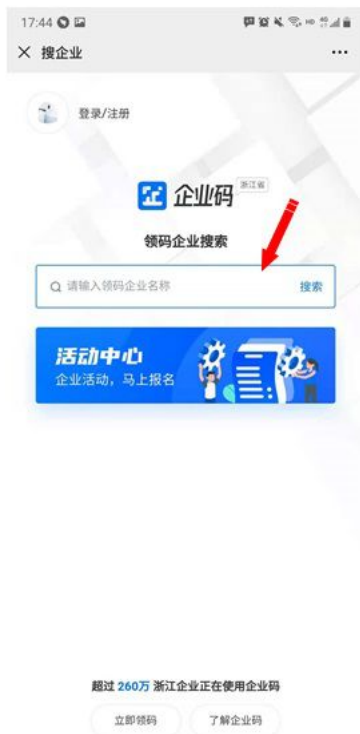 17:44
搜企业
登录/注册
企业码 浙江省
领码企业搜索
请输入领码企业名称 搜索
活动中心
企业活动，马上报名
超过 260万 浙江企业正在使用企业码
立即领码 了解企业码